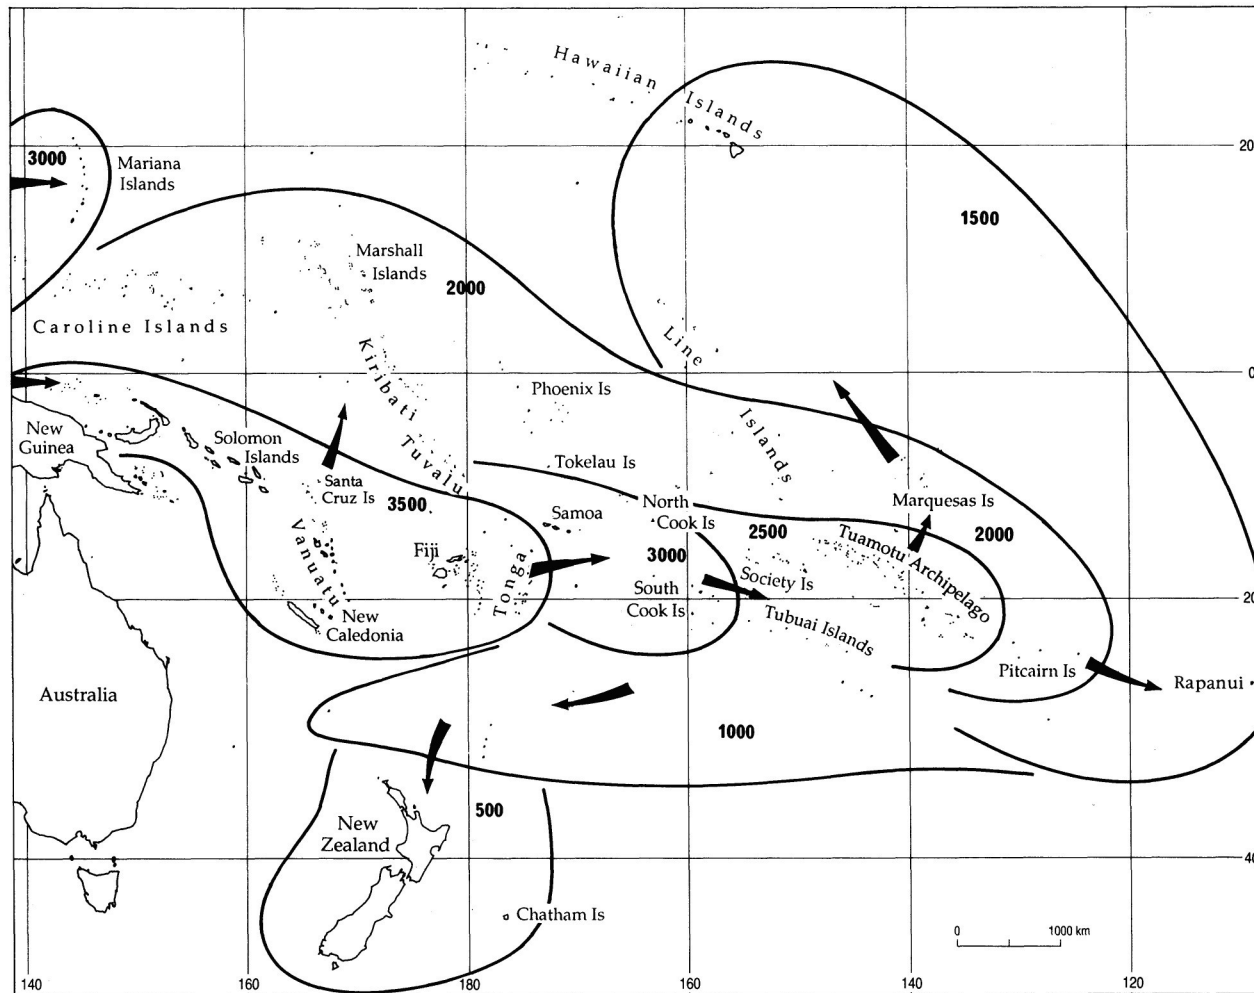 Hawaiian
Islands
3000
Mariana
Islands
20
1500
Marshall
Islands
2000
Caroline Islands
Line
Islands
Kiribati
0
Phoenix Is
New
Guinea
Solomon
Islands
Tuvalu
Tokelau Is
Santa
Cruz Is
3500
Samoa
North
Cook Is
Marquesas Is
2500
2000
Vanuatu
Fiji
Tonga
3000
Tuamotu Archipelago
Society Is
South
Cook Is
20
Tubuai Islands
New
Caledonia
Pitcairn Is
Rapanui
Australia
1000
500
New
Zealand
40
Chatham Is
0
1000 km
140
160
180
160
140
120